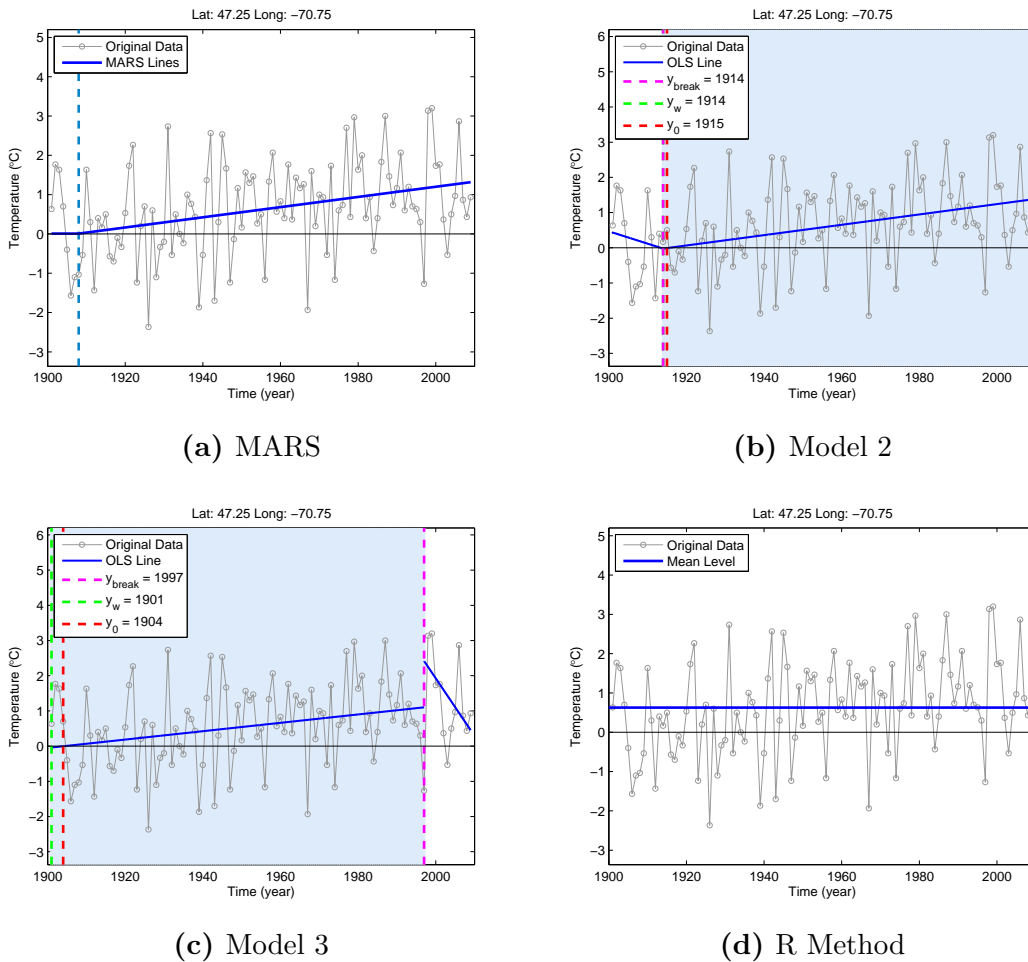 Lat: 47.25 Long: −70.75
5
4
3
2
1
0
−1
−2
−3
Temperature (°C)
Original Data
MARS Lines
1900 1920 1940 1960 1980 2000
Time (year)
(a) MARS
Lat: 47.25 Long: −70.75
6
5
4
3
2
1
0
−1
−2
−3
Temperature (°C)
Original Data
OLS Line
y_break = 1914
y_w = 1914
y_0 = 1915
1900 1920 1940 1960 1980 2000
Time (year)
(b) Model 2
Lat: 47.25 Long: −70.75
6
5
4
3
2
1
0
−1
−2
−3
Temperature (°C)
Original Data
OLS Line
y_break = 1997
y_w = 1901
y_0 = 1904
1900 1920 1940 1960 1980 2000
Time (year)
(c) Model 3
Lat: 47.25 Long: −70.75
5
4
3
2
1
0
−1
−2
−3
Temperature (°C)
Original Data
Mean Level
1900 1920 1940 1960 1980 2000
Time (year)
(d) R Method